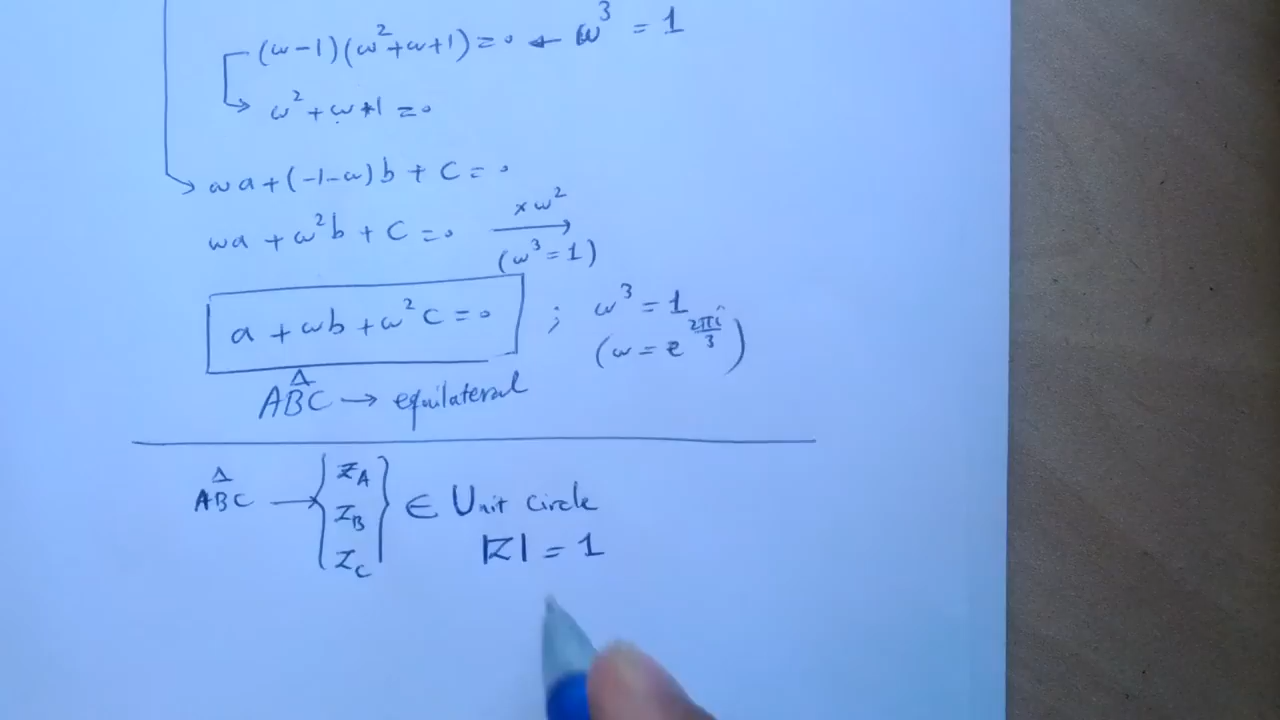 (ω-1)(ω²+ω+1)=0 ← ω³ = 1
ω²+ω+1=0
ωa+(-1-ω)b+C=0
ωa+ω²b+C=0 ×ω² → (ω³=1)
a+ωb+ω²C=0 ; ω³=1
(ω=e^{2πi/3})
ABC^Δ → equilateral
ABC^Δ → {Z_A Z_B Z_C} ∈ Unit Circle
|Z|=1